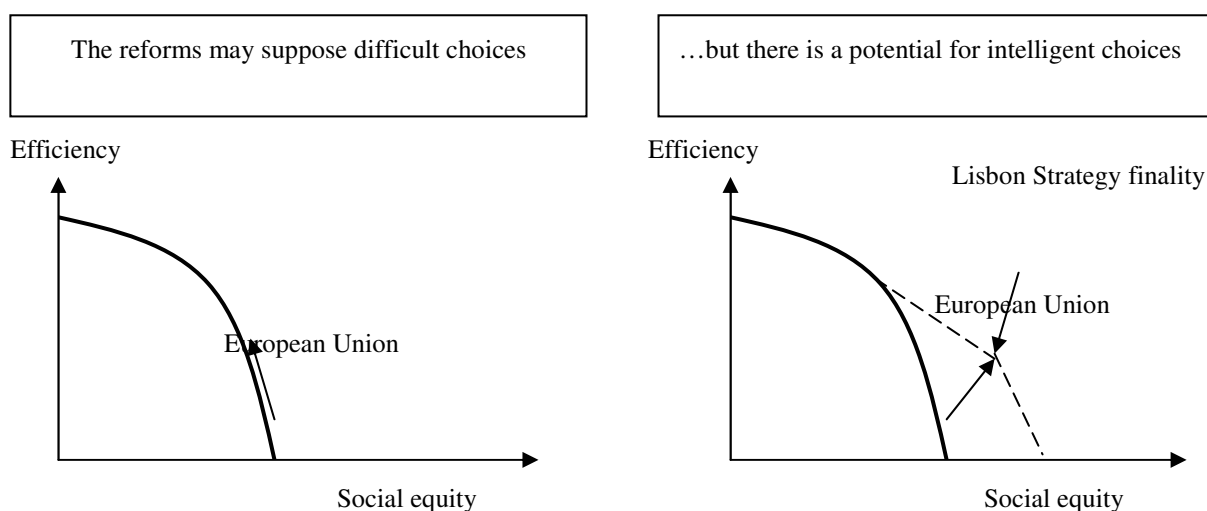 The reforms may suppose difficult choices
Efficiency
European Union
Social equity
…but there is a potential for intelligent choices
Efficiency
Lisbon Strategy finality
European Union
Social equity